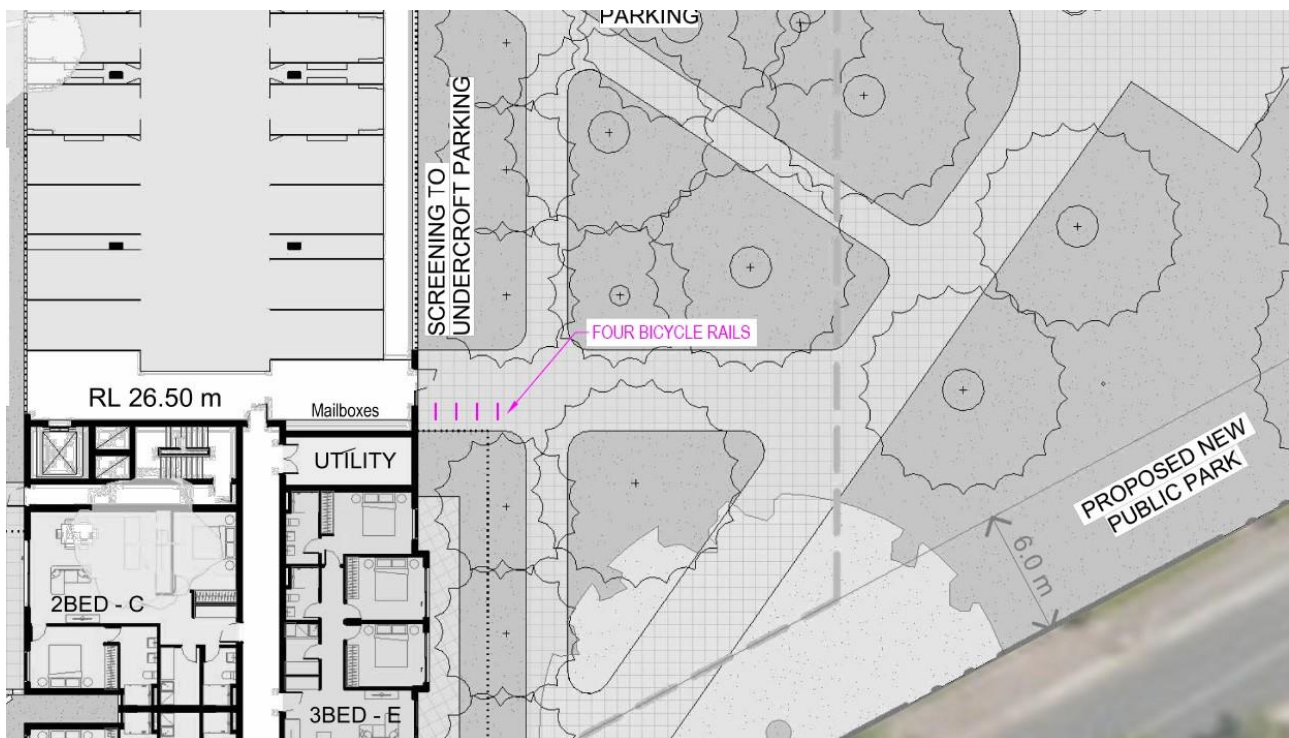 PARKING
SCREENING TO
UNDERCROFT PARKING
FOUR BICYCLE RAILS
RL 26.50 m
Mailboxes
UTILITY
PROPOSED NEW
PUBLIC PARK
6.0 m
2BED - C
3BED - E